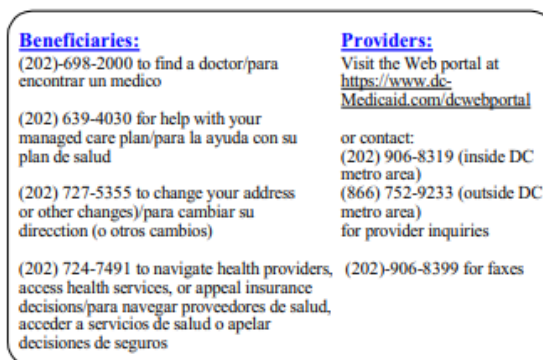 Beneficiaries:
(202)-698-2000 to find a doctor/para
encontrar un medico
(202) 639-4030 for help with your
managed care plan/para la ayuda con su
plan de salud
(202) 727-5355 to change your address
or other changes)/para cambiar su
direcction (o otros cambios)
(202) 724-7491 to navigate health providers,
access health services, or appeal insurance
decisions/para navegar proveedores de salud,
acceder a servicios de salud o apelar
decisiones de seguros
Providers:
Visit the Web portal at
https://www.dc-
Medicaid.com/dcwebportal
or contact:
(202) 906-8319 (inside DC
metro area)
(866) 752-9233 (outside DC
metro area)
for provider inquiries
(202)-906-8399 for faxes